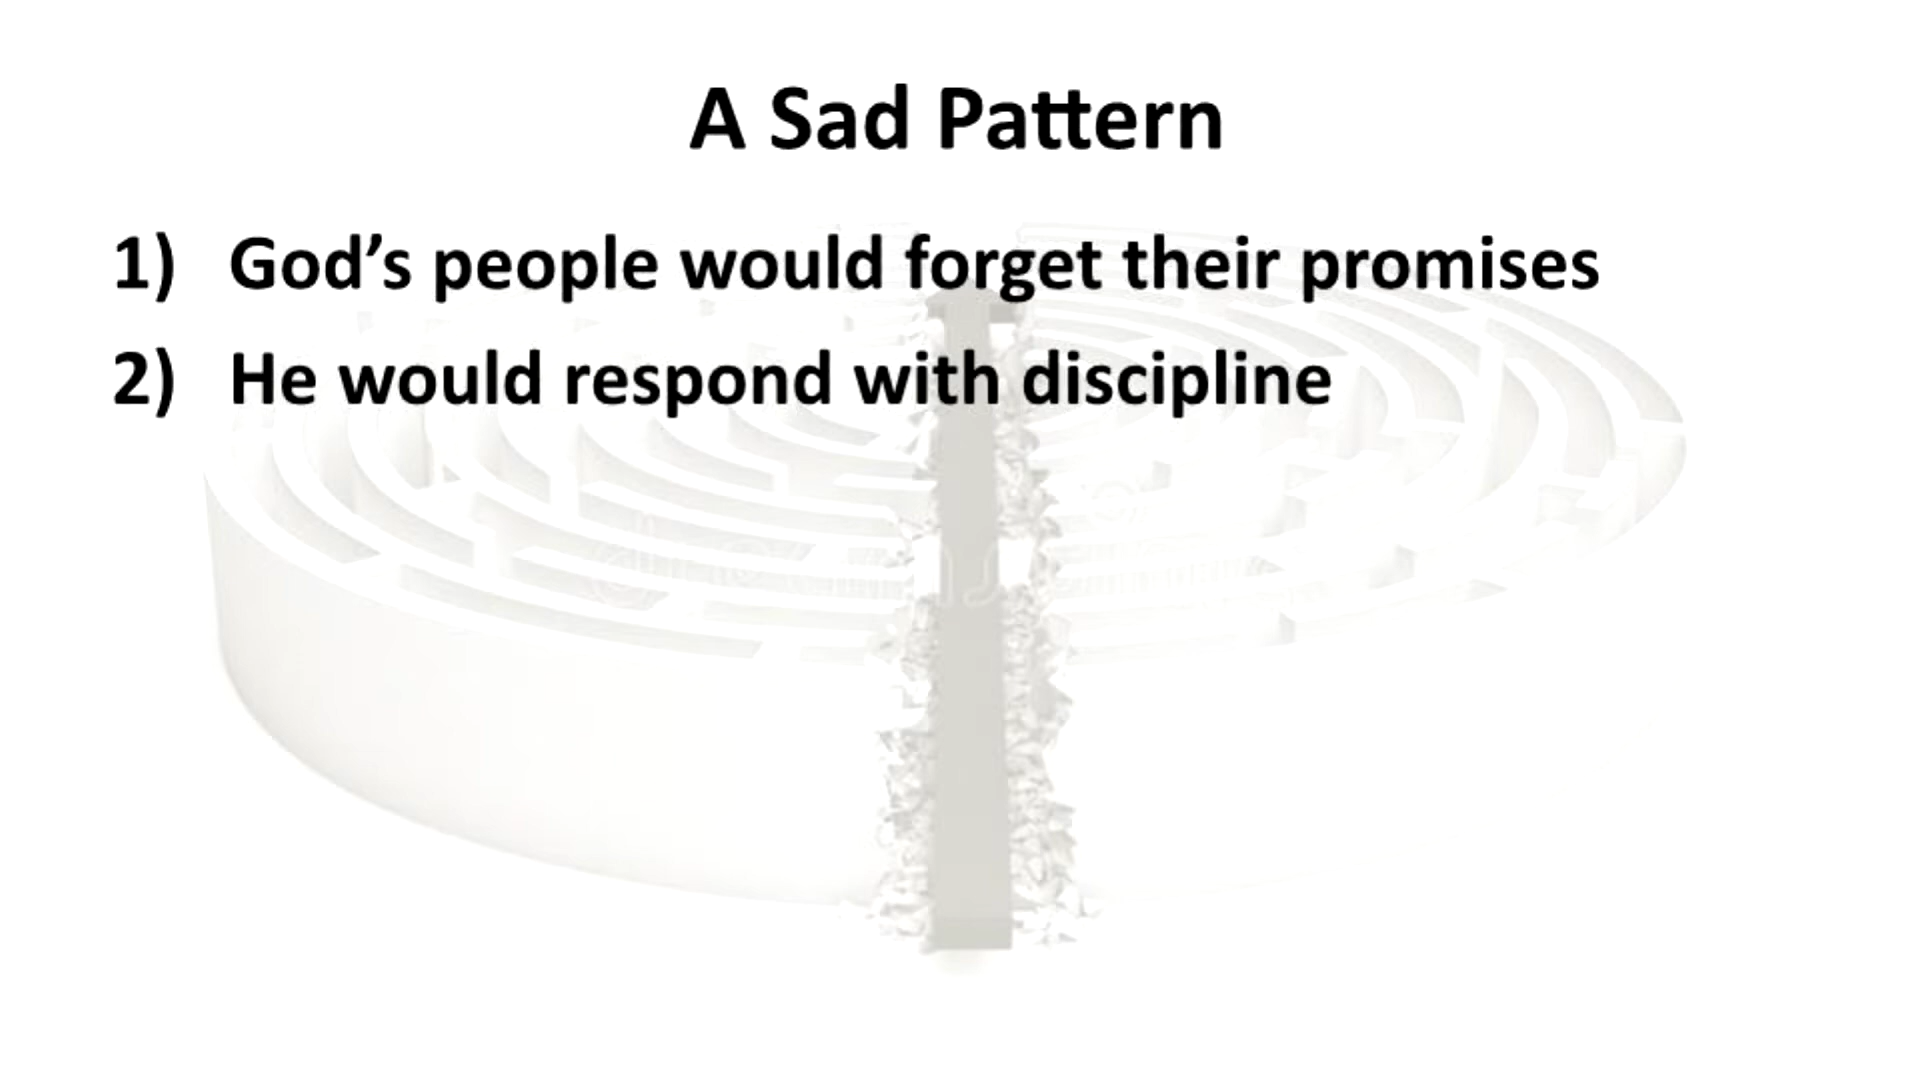 A Sad Pattern
1) God’s people would forget their promises
2) He would respond with discipline